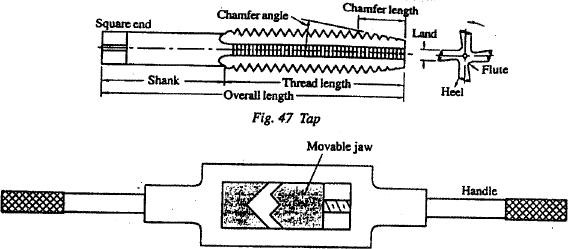 Chamfer length
Chamfer angle
Square end
Land
Flute
Heel
Shank
Thread length
Overall length
Fig. 47 Tap
Movable jaw
Handle